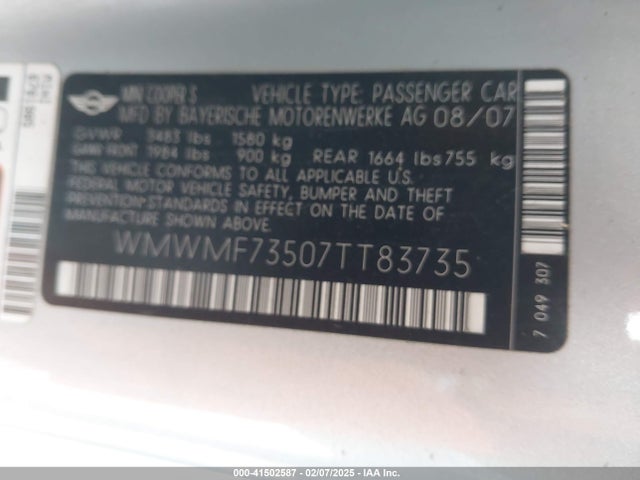 MINI COOPER S VEHICLE TYPE: PASSENGER CAR
MFD BY BAYERISCHE MOTORENWERKE AG 08/07
GVWR 3483 lbs 1580 kg
GAWR FRONT 1984 lbs 900 kg REAR 1664 lbs 755 kg
THIS VEHICLE CONFORMS TO ALL APPLICABLE U.S.
FEDERAL MOTOR VEHICLE SAFETY, BUMPER AND THEFT
PREVENTION STANDARDS IN EFFECT ON THE DATE OF
MANUFACTURE SHOWN ABOVE.
WMWMF73507TT83735
7 049 307
000-41502587 - 02/07/2025 - IAA Inc.